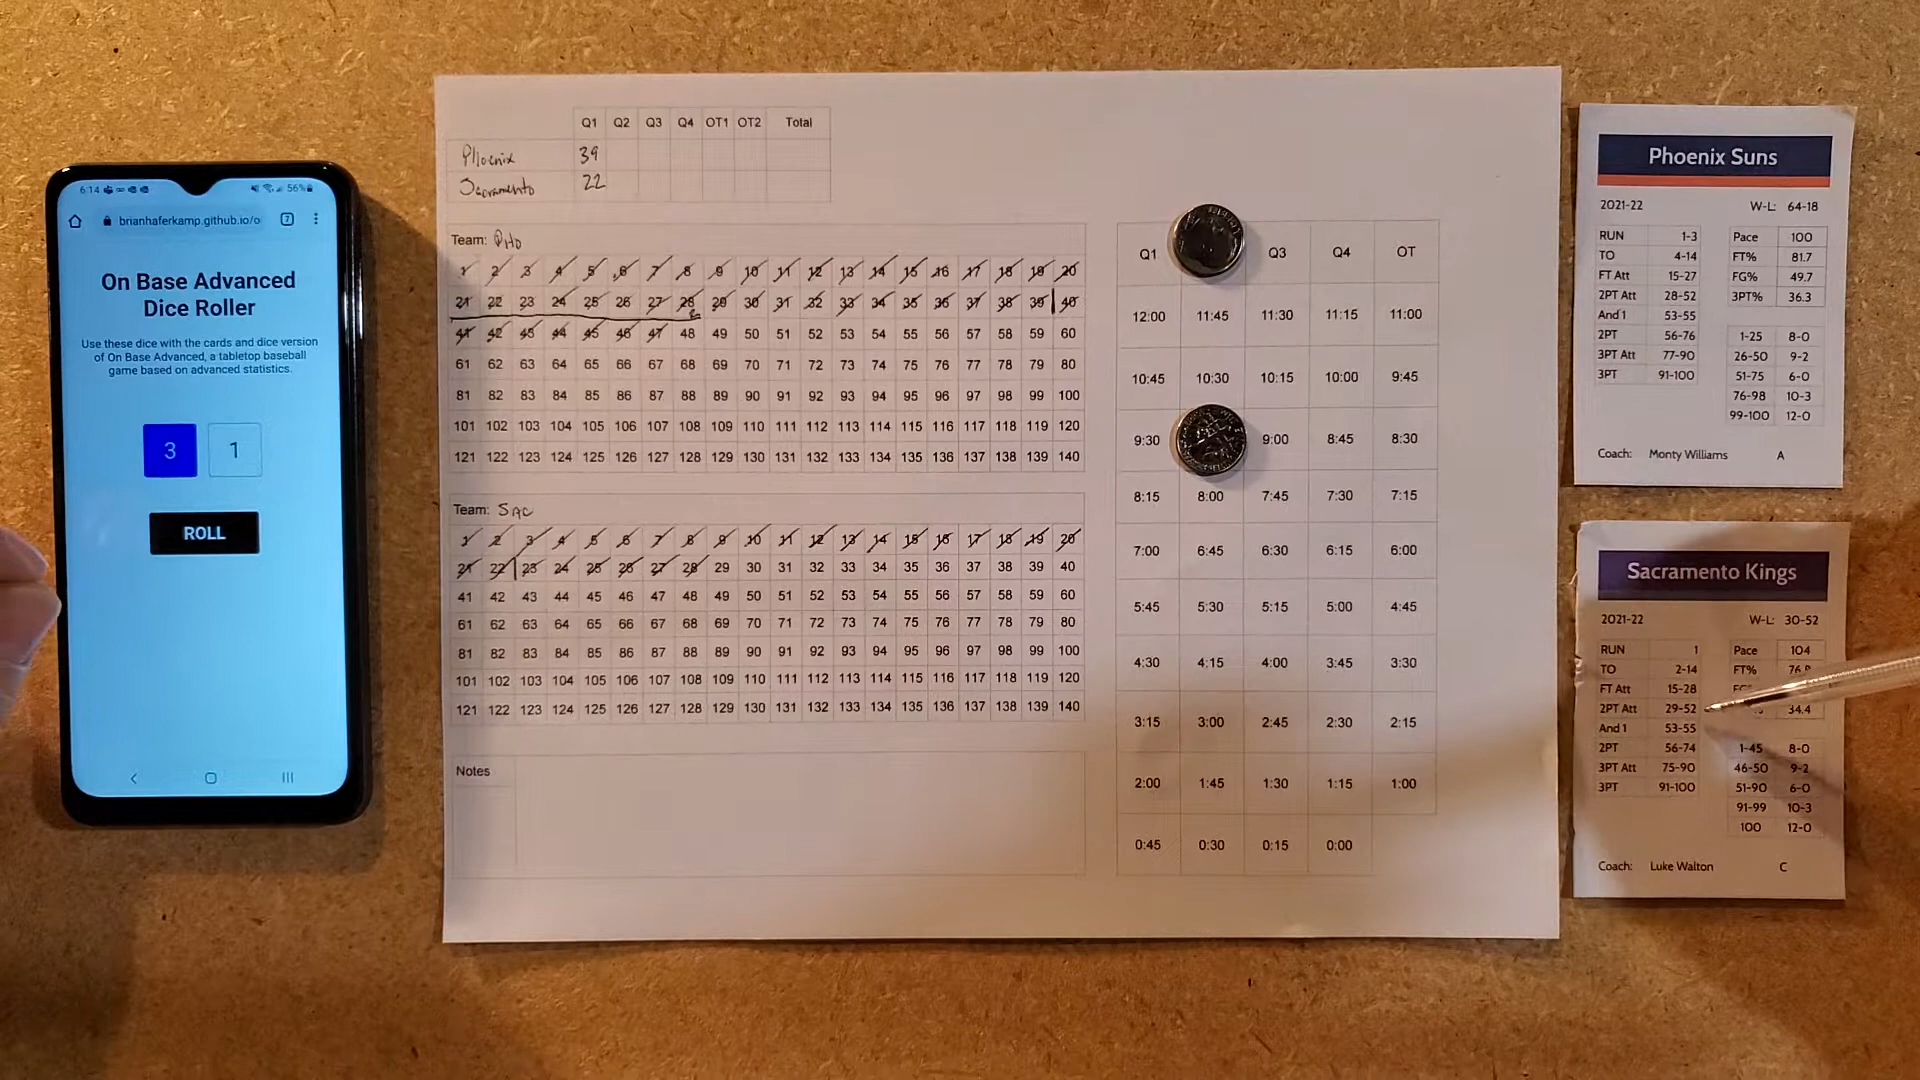 6:14 56%
brianhaferkamp.github.io/o 7
On Base Advanced
Dice Roller
Use these dice with the cards and dice version
of On Base Advanced, a tabletop baseball
game based on advanced statistics.
3 1
ROLL
Q1 Q2 Q3 Q4 OT1 OT2 Total
Phoenix 39
Sacramento 22
Team: PHO
1 2 3 4 5 6 7 8 9 10 11 12 13 14 15 16 17 18 19 20
21 22 23 24 25 26 27 28 29 30 31 32 33 34 35 36 37 38 39 40
41 42 43 44 45 46 47 48 49 50 51 52 53 54 55 56 57 58 59 60
61 62 63 64 65 66 67 68 69 70 71 72 73 74 75 76 77 78 79 80
81 82 83 84 85 86 87 88 89 90 91 92 93 94 95 96 97 98 99 100
101 102 103 104 105 106 107 108 109 110 111 112 113 114 115 116 117 118 119 120
121 122 123 124 125 126 127 128 129 130 131 132 133 134 135 136 137 138 139 140
Team: SAC
1 2 3 4 5 6 7 8 9 10 11 12 13 14 15 16 17 18 19 20
21 22 23 24 25 26 27 28 29 30 31 32 33 34 35 36 37 38 39 40
41 42 43 44 45 46 47 48 49 50 51 52 53 54 55 56 57 58 59 60
61 62 63 64 65 66 67 68 69 70 71 72 73 74 75 76 77 78 79 80
81 82 83 84 85 86 87 88 89 90 91 92 93 94 95 96 97 98 99 100
101 102 103 104 105 106 107 108 109 110 111 112 113 114 115 116 117 118 119 120
121 122 123 124 125 126 127 128 129 130 131 132 133 134 135 136 137 138 139 140
Notes
Q1 Q3 Q4 OT
12:00 11:45 11:30 11:15 11:00
10:45 10:30 10:15 10:00 9:45
9:30 9:00 8:45 8:30
8:15 8:00 7:45 7:30 7:15
7:00 6:45 6:30 6:15 6:00
5:45 5:30 5:15 5:00 4:45
4:30 4:15 4:00 3:45 3:30
3:15 3:00 2:45 2:30 2:15
2:00 1:45 1:30 1:15 1:00
0:45 0:30 0:15 0:00
Phoenix Suns
2021-22 W-L: 64-18
RUN 1-3 Pace 100
TO 4-14 FT% 81.7
FT Att 15-27 FG% 49.7
2PT Att 28-52 3PT% 36.3
And 1 53-55
2PT 56-76 1-25 8-0
3PT Att 77-90 26-50 9-2
3PT 91-100 51-75 6-0
76-98 10-3
99-100 12-0
Coach: Monty Williams A
Sacramento Kings
2021-22 W-L: 30-52
RUN 1 Pace 104
TO 2-14 FT%
FT Att 15-28
2PT Att 29-52 34.4
And 1 53-55
2PT 56-74 1-45 8-0
3PT Att 75-90 46-50 9-2
3PT 91-100 51-90 6-0
91-99 10-3
100 12-0
Coach: Luke Walton C